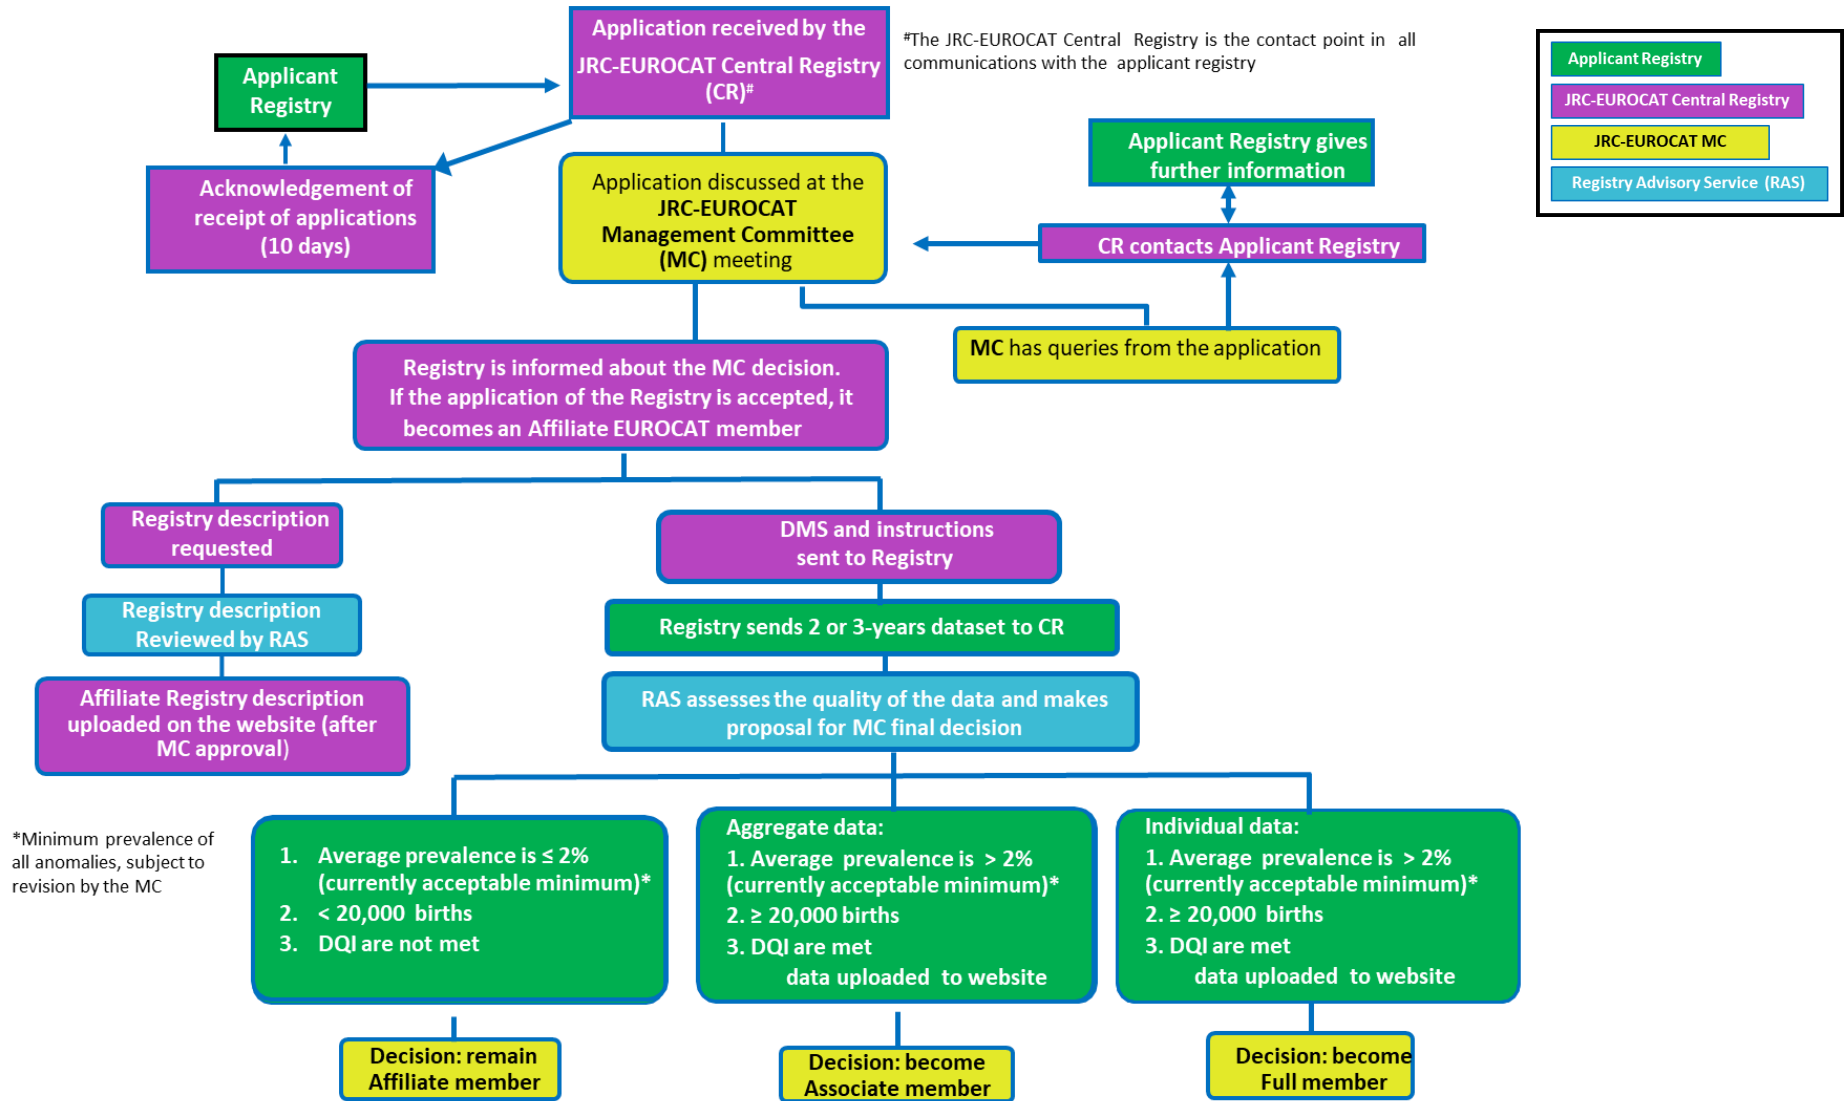 Application received by the
JRC-EUROCAT Central Registry
(CR)#
#The JRC-EUROCAT Central Registry is the contact point in all
communications with the applicant registry
Applicant Registry
JRC-EUROCAT Central Registry
JRC-EUROCAT MC
Registry Advisory Service (RAS)
Applicant
Registry
Acknowledgement of
receipt of applications
(10 days)
Application discussed at the
JRC-EUROCAT
Management Committee
(MC) meeting
Applicant Registry gives
further information
CR contacts Applicant Registry
MC has queries from the application
Registry is informed about the MC decision.
If the application of the Registry is accepted, it
becomes an Affiliate EUROCAT member
Registry description
requested
Registry description
Reviewed by RAS
Affiliate Registry description
uploaded on the website (after
MC approval)
DMS and instructions
sent to Registry
Registry sends 2 or 3-years dataset to CR
RAS assesses the quality of the data and makes
proposal for MC final decision
*Minimum prevalence of
all anomalies, subject to
revision by the MC
1. Average prevalence is ≤ 2%
(currently acceptable minimum)*
2. < 20,000 births
3. DQI are not met
Aggregate data:
1. Average prevalence is > 2%
(currently acceptable minimum)*
2. ≥ 20,000 births
3. DQI are met
data uploaded to website
Individual data:
1. Average prevalence is > 2%
(currently acceptable minimum)*
2. ≥ 20,000 births
3. DQI are met
data uploaded to website
Decision: remain
Affiliate member
Decision: become
Associate member
Decision: become
Full member